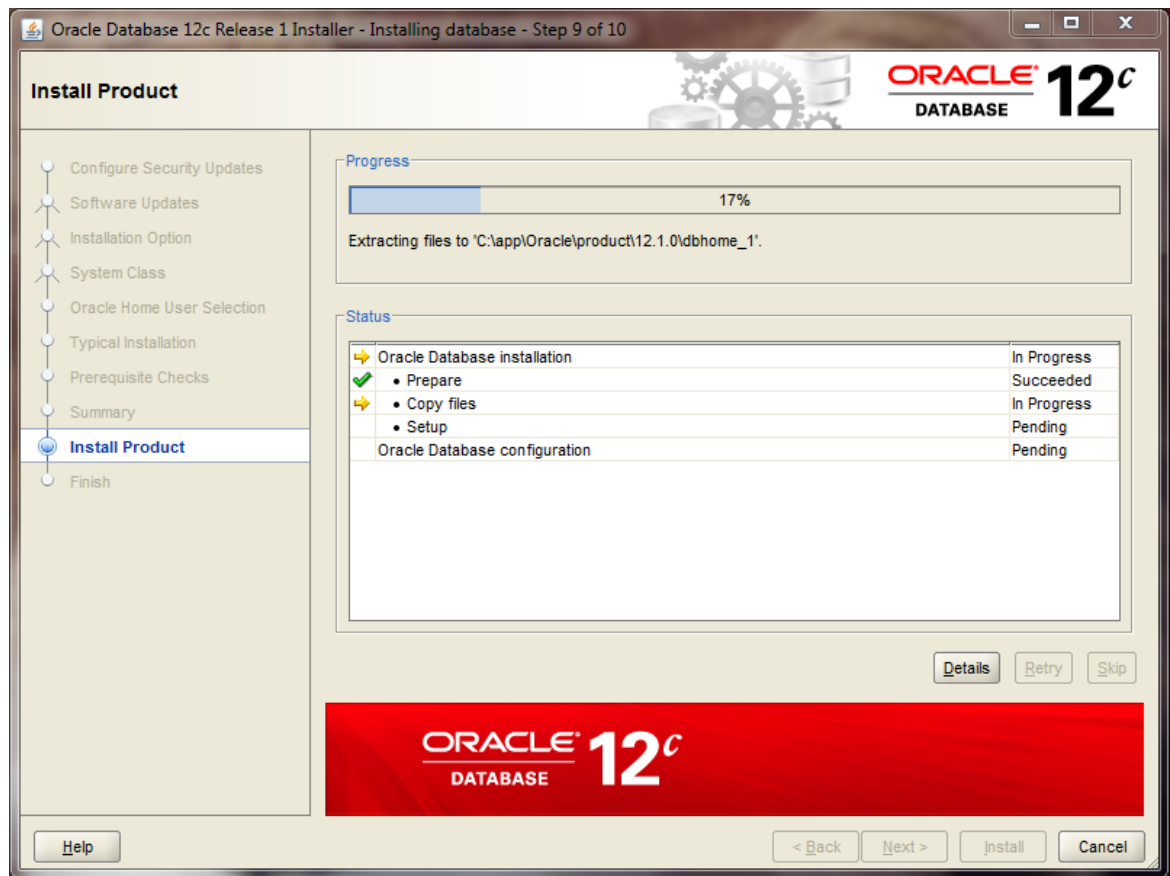 Oracle Database 12c Release 1 Installer - Installing database - Step 9 of 10
Install Product
ORACLE® 12c
DATABASE
Configure Security Updates
Software Updates
Installation Option
System Class
Oracle Home User Selection
Typical Installation
Prerequisite Checks
Summary
Install Product
Finish
Progress
17%
Extracting files to 'C:\app\Oracle\product\12.1.0\dbhome_1'.
Status
Oracle Database installation In Progress
• Prepare Succeeded
• Copy files In Progress
• Setup Pending
Oracle Database configuration Pending
Details Retry Skip
ORACLE® 12c
DATABASE
Help < Back Next > Install Cancel